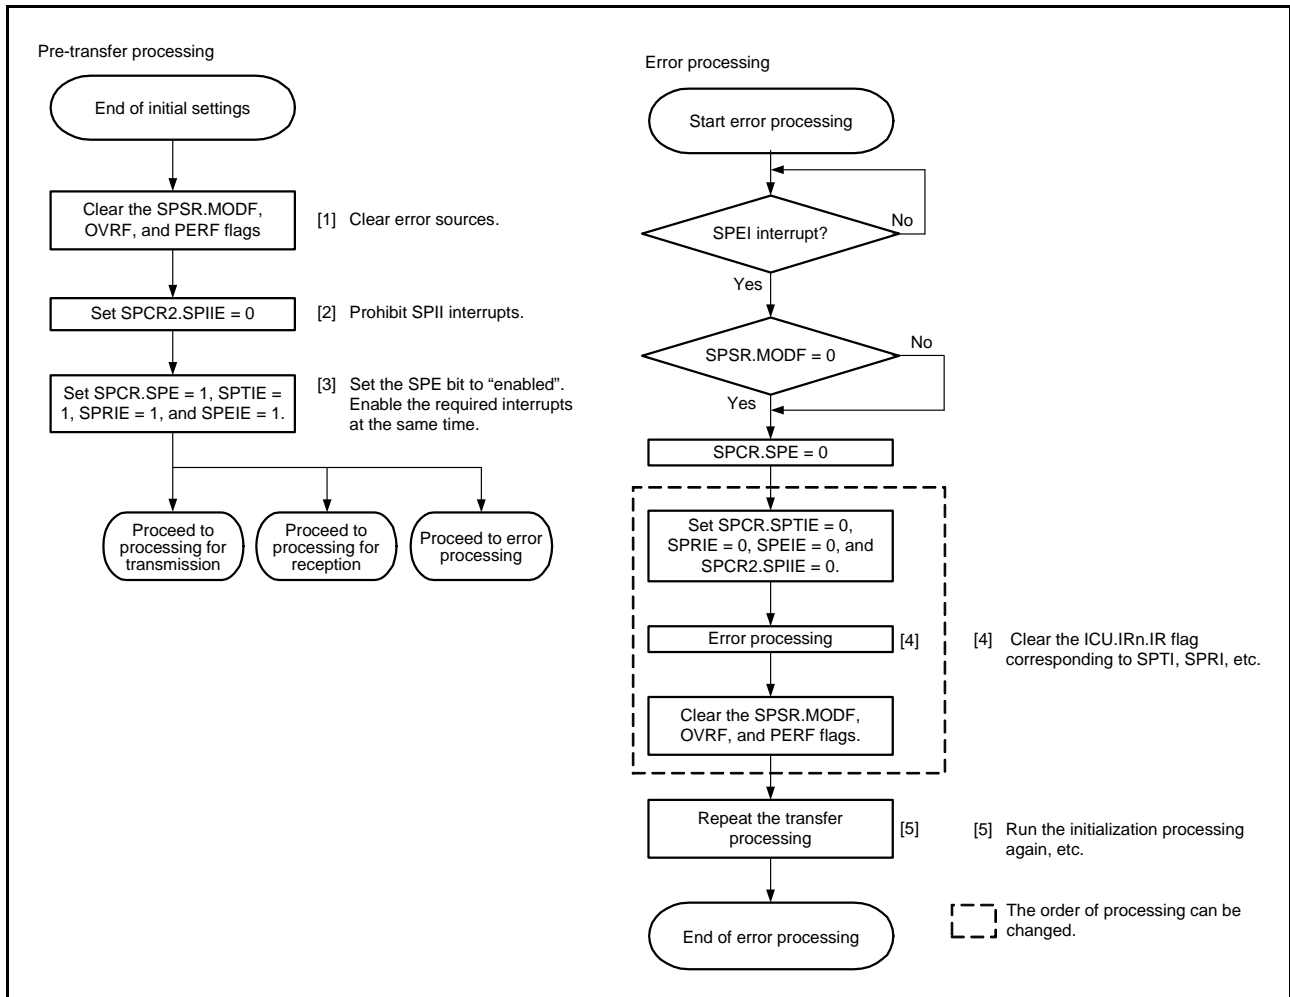 Pre-transfer processing
End of initial settings
Clear the SPSR.MODF,
OVRF, and PERF flags
[1] Clear error sources.
Set SPCR2.SPIIE = 0
[2] Prohibit SPII interrupts.
Set SPCR.SPE = 1, SPTIE =
1, SPRIE = 1, and SPEIE = 1.
[3] Set the SPE bit to “enabled”.
Enable the required interrupts
at the same time.
Proceed to
processing for
transmission
Proceed to
processing for
reception
Proceed to error
processing
Error processing
Start error processing
SPEI interrupt?
No
Yes
SPSR.MODF = 0
No
Yes
SPCR.SPE = 0
Set SPCR.SPTIE = 0,
SPRIE = 0, SPEIE = 0, and
SPCR2.SPIIE = 0.
Error processing
[4]
[4] Clear the ICU.IRn.IR flag
corresponding to SPTI, SPRI, etc.
Clear the SPSR.MODF,
OVRF, and PERF flags.
Repeat the transfer
processing
[5]
[5] Run the initialization processing
again, etc.
End of error processing
The order of processing can be
changed.